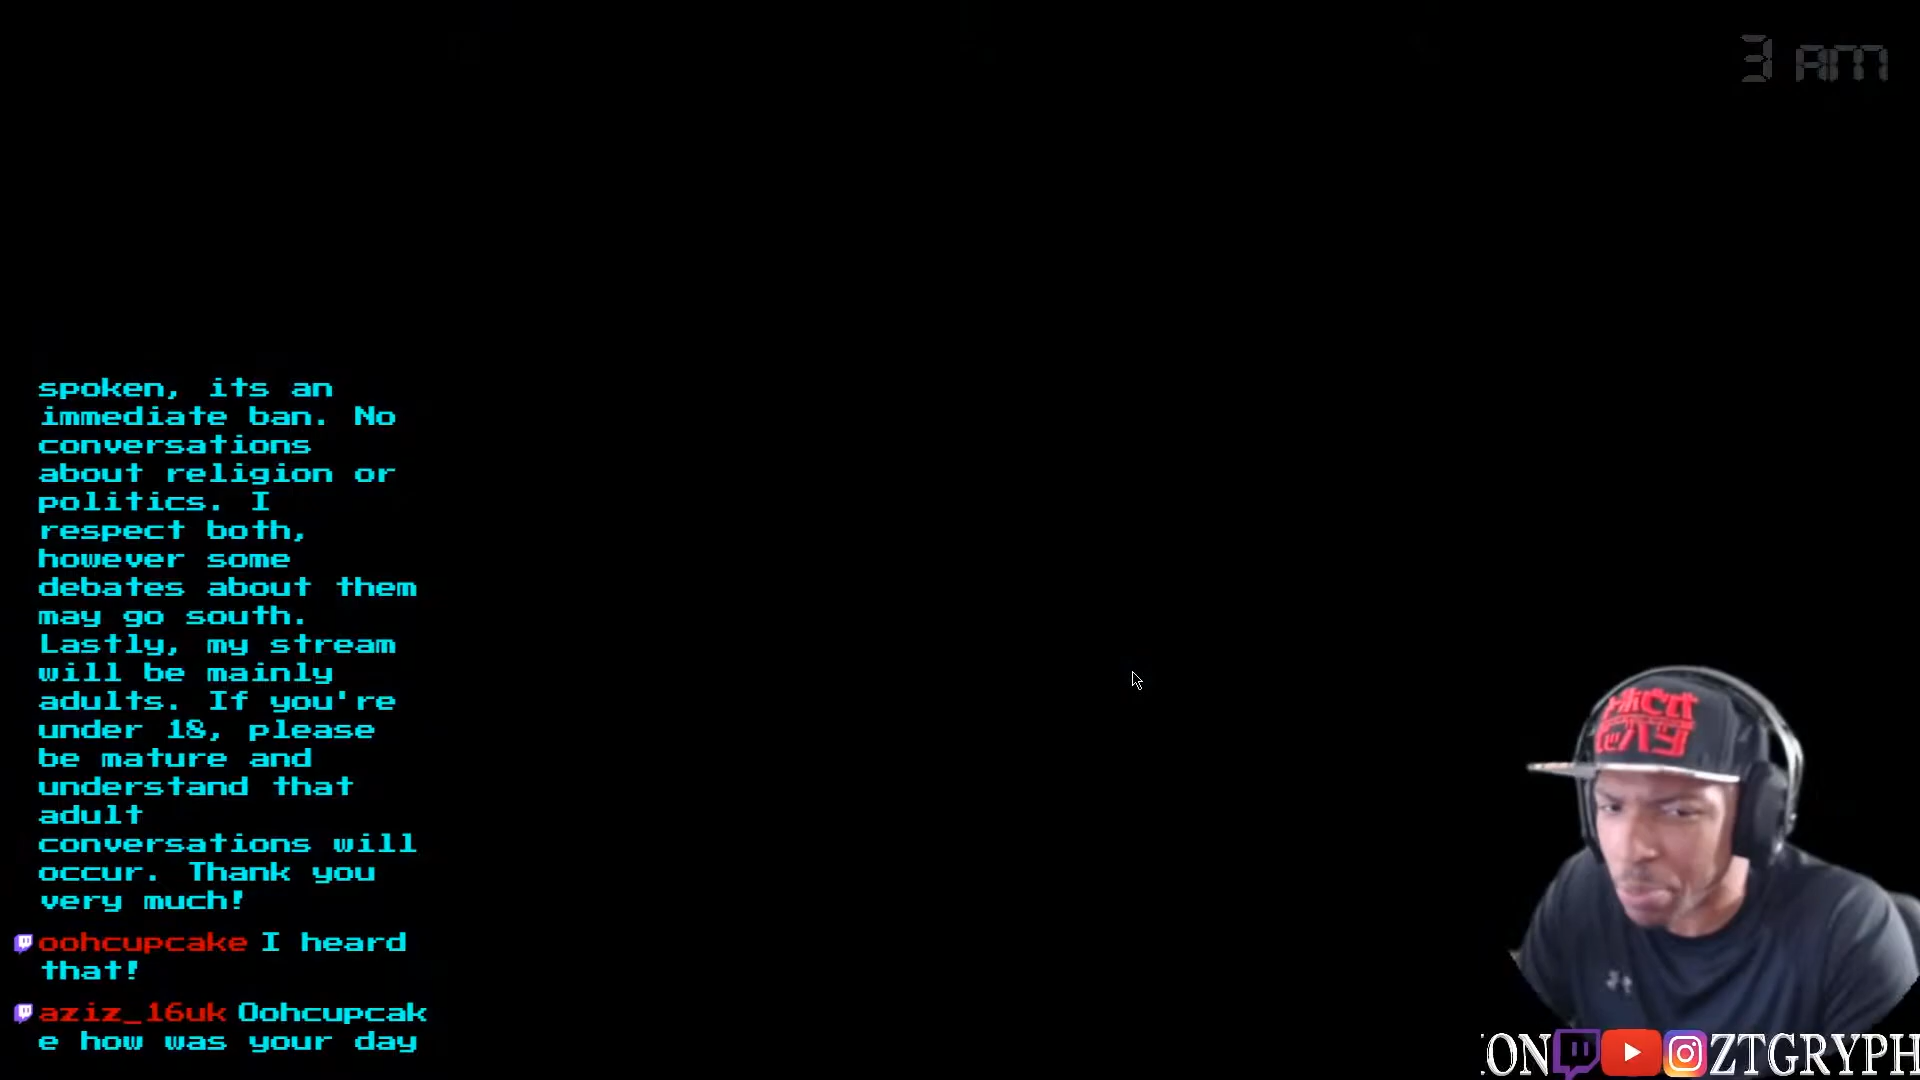 3 AM
spoken, its an
immediate ban. No
conversations
about religion or
politics. I
respect both,
however some
debates about them
may go south.
Lastly, my stream
will be mainly
adults. If you're
under 18, please
be mature and
understand that
adult
conversations will
occur. Thank you
very much!
oohcupcake I heard
that!
aziz_16uk Oohcupcak
e how was your day
ON ZTGRYPH